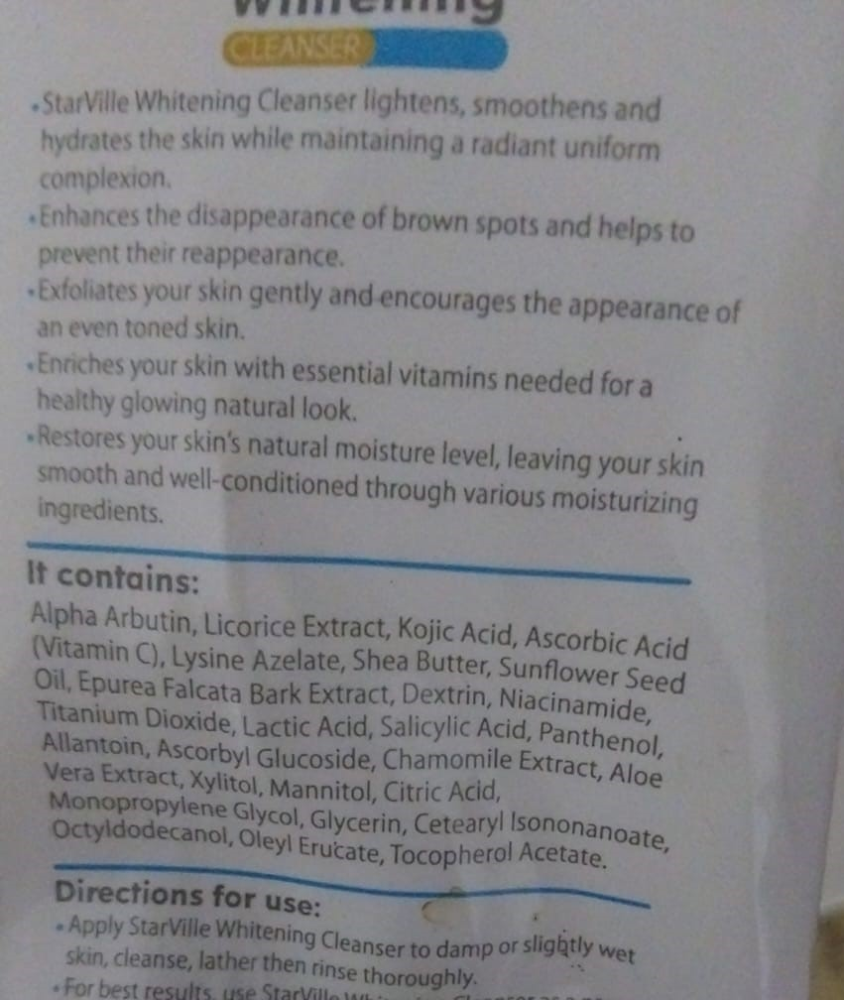 Whitening
CLEANSER
•StarVille Whitening Cleanser lightens, smoothens and
hydrates the skin while maintaining a radiant uniform
complexion.
•Enhances the disappearance of brown spots and helps to
prevent their reappearance.
•Exfoliates your skin gently and encourages the appearance of
an even toned skin.
•Enriches your skin with essential vitamins needed for a
healthy glowing natural look.
•Restores your skin's natural moisture level, leaving your skin
smooth and well-conditioned through various moisturizing
ingredients.
It contains:
Alpha Arbutin, Licorice Extract, Kojic Acid, Ascorbic Acid
(Vitamin C), Lysine Azelate, Shea Butter, Sunflower Seed
Oil, Epurea Falcata Bark Extract, Dextrin, Niacinamide,
Titanium Dioxide, Lactic Acid, Salicylic Acid, Panthenol,
Allantoin, Ascorbyl Glucoside, Chamomile Extract, Aloe
Vera Extract, Xylitol, Mannitol, Citric Acid,
Monopropylene Glycol, Glycerin, Cetearyl Isononanoate,
Octyldodecanol, Oleyl Erucate, Tocopherol Acetate.
Directions for use:
• Apply StarVille Whitening Cleanser to damp or slightly wet
skin, cleanse, lather then rinse thoroughly.
•For best results, use StarVille Whitening Cleanser